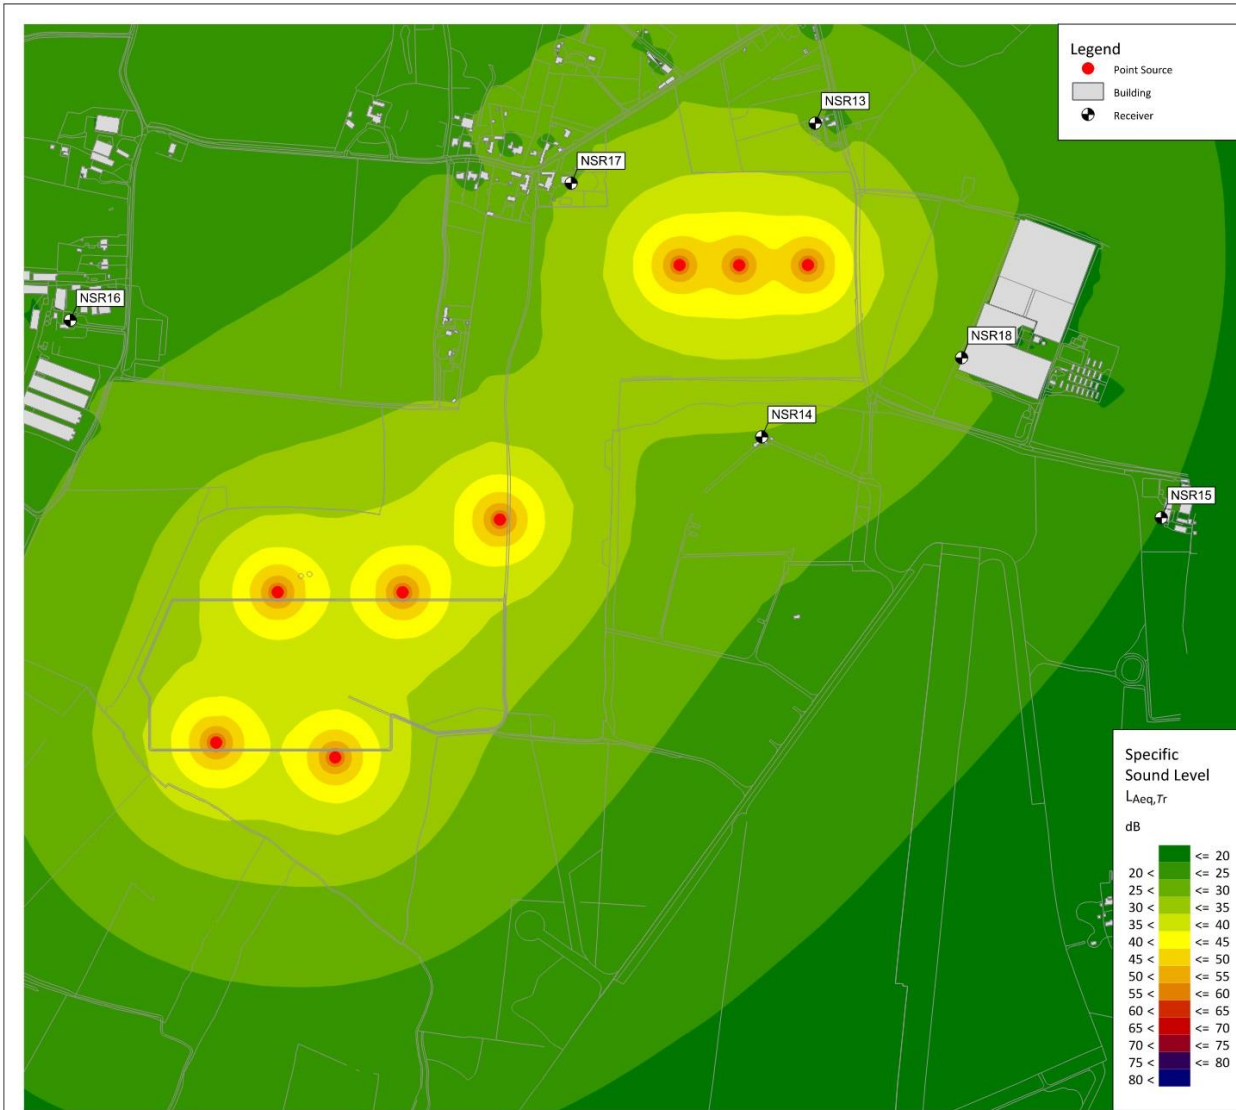 Legend
Point Source
Building
Receiver
NSR13
NSR17
NSR16
NSR18
NSR14
NSR15
Specific
Sound Level
LAeq,Tr
dB
<= 20
20 < <= 25
25 < <= 30
30 < <= 35
35 < <= 40
40 < <= 45
45 < <= 50
50 < <= 55
55 < <= 60
60 < <= 65
65 < <= 70
70 < <= 75
75 < <= 80
80 <